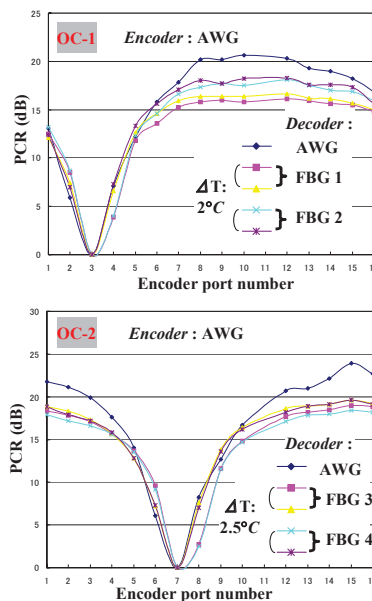 OC-1 Encoder : AWG
PCR (dB)
25
20
15
10
5
0
Decoder :
AWG
ΔT: 2°C
FBG 1
FBG 2
1 2 3 4 5 6 7 8 9 10 11 12 13 14 15 1
Encoder port number
OC-2 Encoder : AWG
PCR (dB)
30
25
20
15
10
5
0
Decoder :
AWG
ΔT: 2.5°C
FBG 3
FBG 4
1 2 3 4 5 6 7 8 9 10 11 12 13 14 15 1
Encoder port number